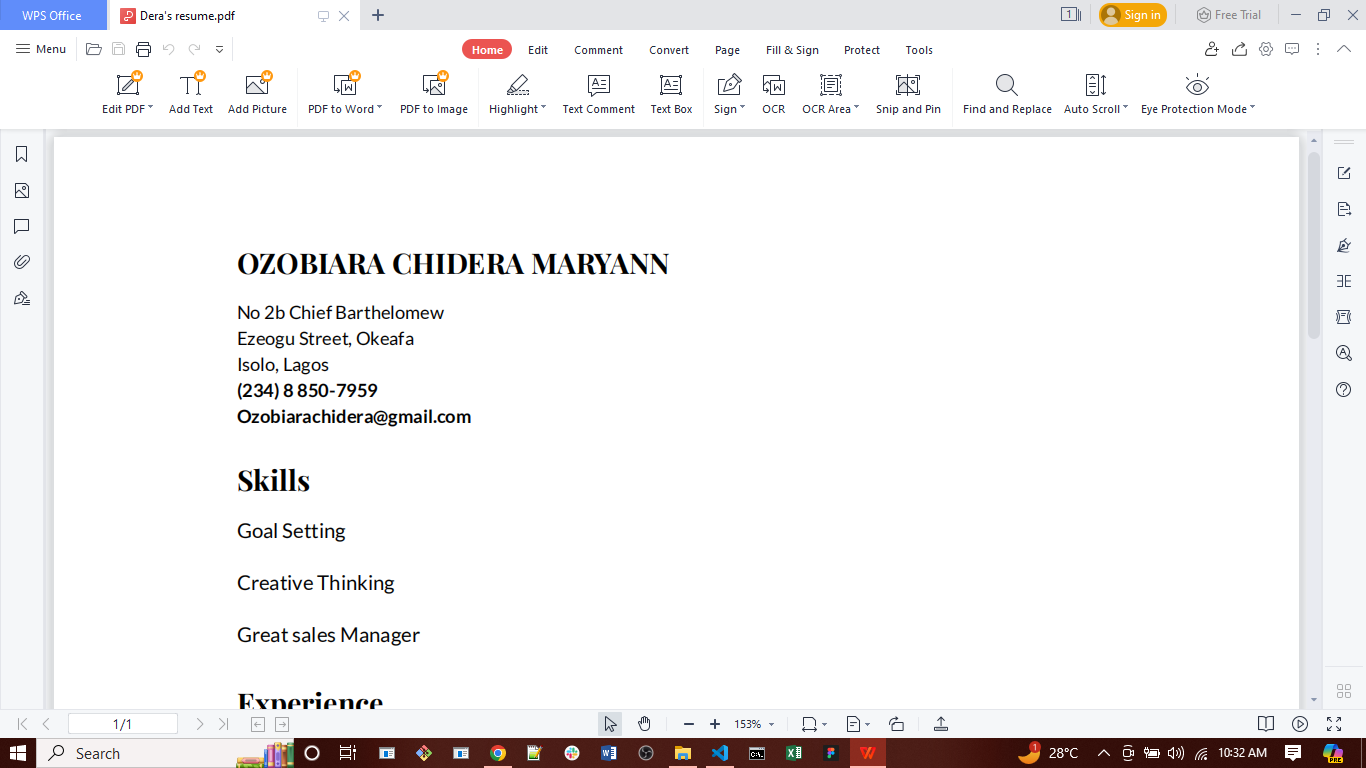 WPS Office
Dera's resume.pdf
1
Sign in
Free Trial
Menu
Home
Edit
Comment
Convert
Page
Fill & Sign
Protect
Tools
Edit PDF
Add Text
Add Picture
PDF to Word
PDF to Image
Highlight
Text Comment
Text Box
Sign
OCR
OCR Area
Snip and Pin
Find and Replace
Auto Scroll
Eye Protection Mode
OZOBIARA CHIDERA MARYANN
No 2b Chief Barthelomew
Ezeogu Street, Okeafa
Isolo, Lagos
(234) 8 850-7959
Ozobiarachidera@gmail.com
Skills
Goal Setting
Creative Thinking
Great sales Manager
Experience
1/1
153%
Search
1
28°C
10:32 AM
PRE